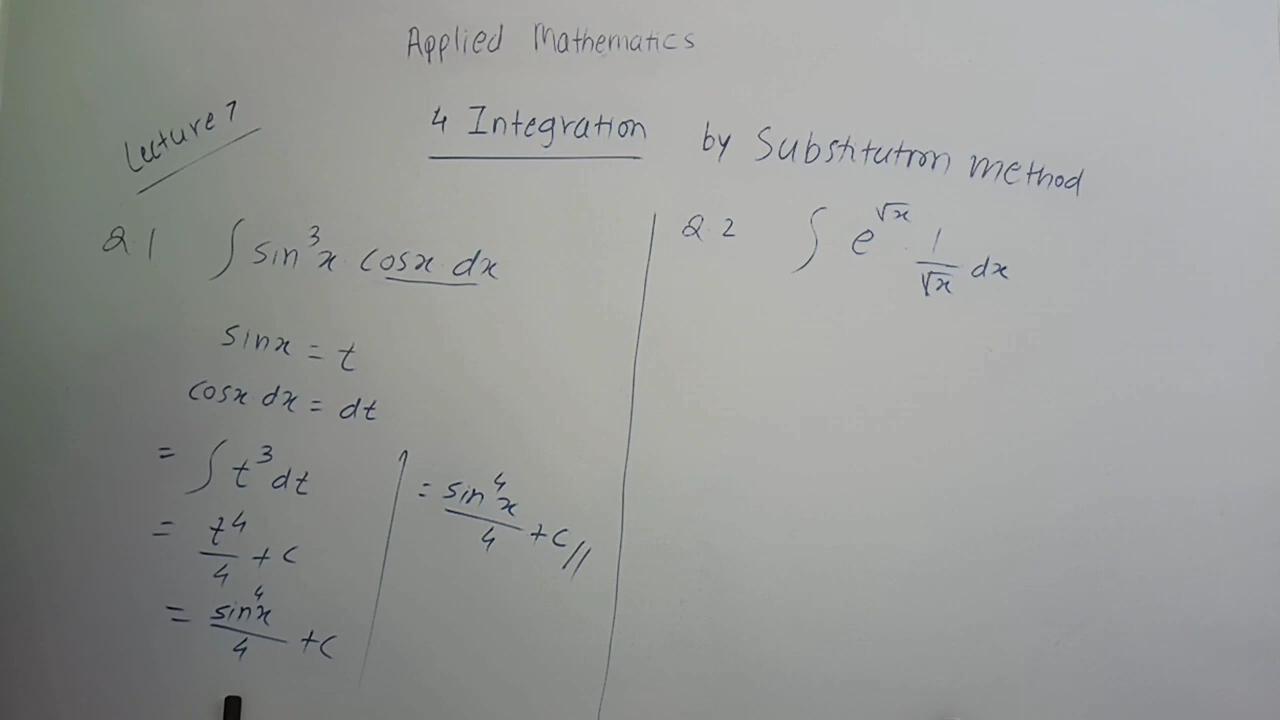 Applied Mathematics
Lecture 7
4 Integration by Substitution method
Q.1 ∫ sin³x cosx dx
sinx = t
cosx dx = dt
= ∫ t³ dt
= t⁴/4 + c
= sin⁴x/4 + c
= sin⁴x/4 + c //
Q.2 ∫ e^√x · 1/√x dx